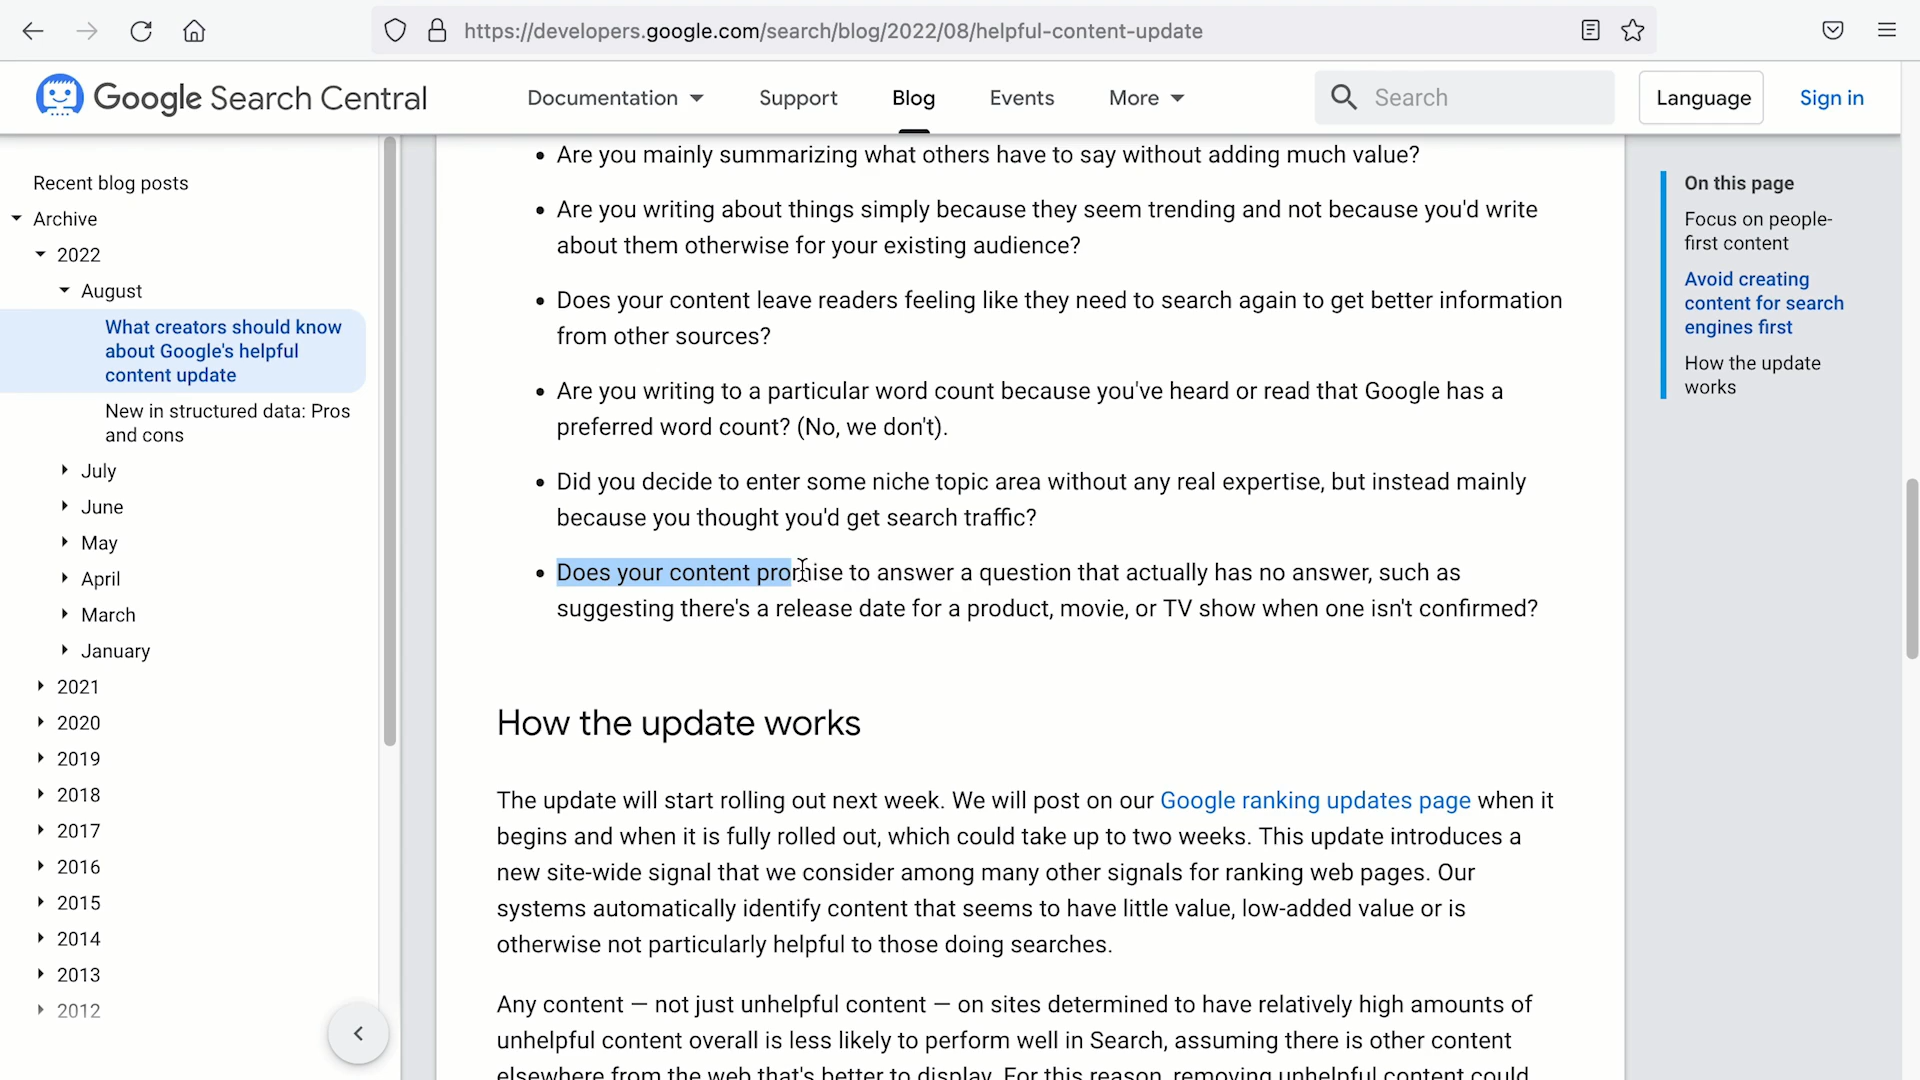 https://developers.google.com/search/blog/2022/08/helpful-content-update
Google Search Central
Documentation
Support
Blog
Events
More
Search
Language
Sign in
Recent blog posts
Archive
2022
August
What creators should know
about Google's helpful
content update
New in structured data: Pros
and cons
July
June
May
April
March
January
2021
2020
2019
2018
2017
2016
2015
2014
2013
2012
Are you mainly summarizing what others have to say without adding much value?
Are you writing about things simply because they seem trending and not because you'd write
about them otherwise for your existing audience?
Does your content leave readers feeling like they need to search again to get better information
from other sources?
Are you writing to a particular word count because you've heard or read that Google has a
preferred word count? (No, we don't).
Did you decide to enter some niche topic area without any real expertise, but instead mainly
because you thought you'd get search traffic?
Does your content promise to answer a question that actually has no answer, such as
suggesting there's a release date for a product, movie, or TV show when one isn't confirmed?
How the update works
The update will start rolling out next week. We will post on our Google ranking updates page when it
begins and when it is fully rolled out, which could take up to two weeks. This update introduces a
new site-wide signal that we consider among many other signals for ranking web pages. Our
systems automatically identify content that seems to have little value, low-added value or is
otherwise not particularly helpful to those doing searches.
Any content — not just unhelpful content — on sites determined to have relatively high amounts of
unhelpful content overall is less likely to perform well in Search, assuming there is other content
elsewhere from the web that's better to display. For this reason, removing unhelpful content could
On this page
Focus on people-
first content
Avoid creating
content for search
engines first
How the update
works